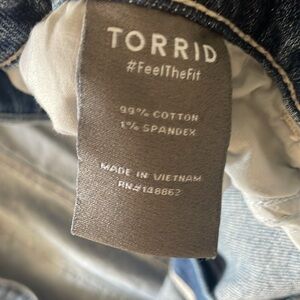 TORRID
#FeelTheFit
99% COTTON
1% SPANDEX
MADE IN VIETNAM
RN#148862